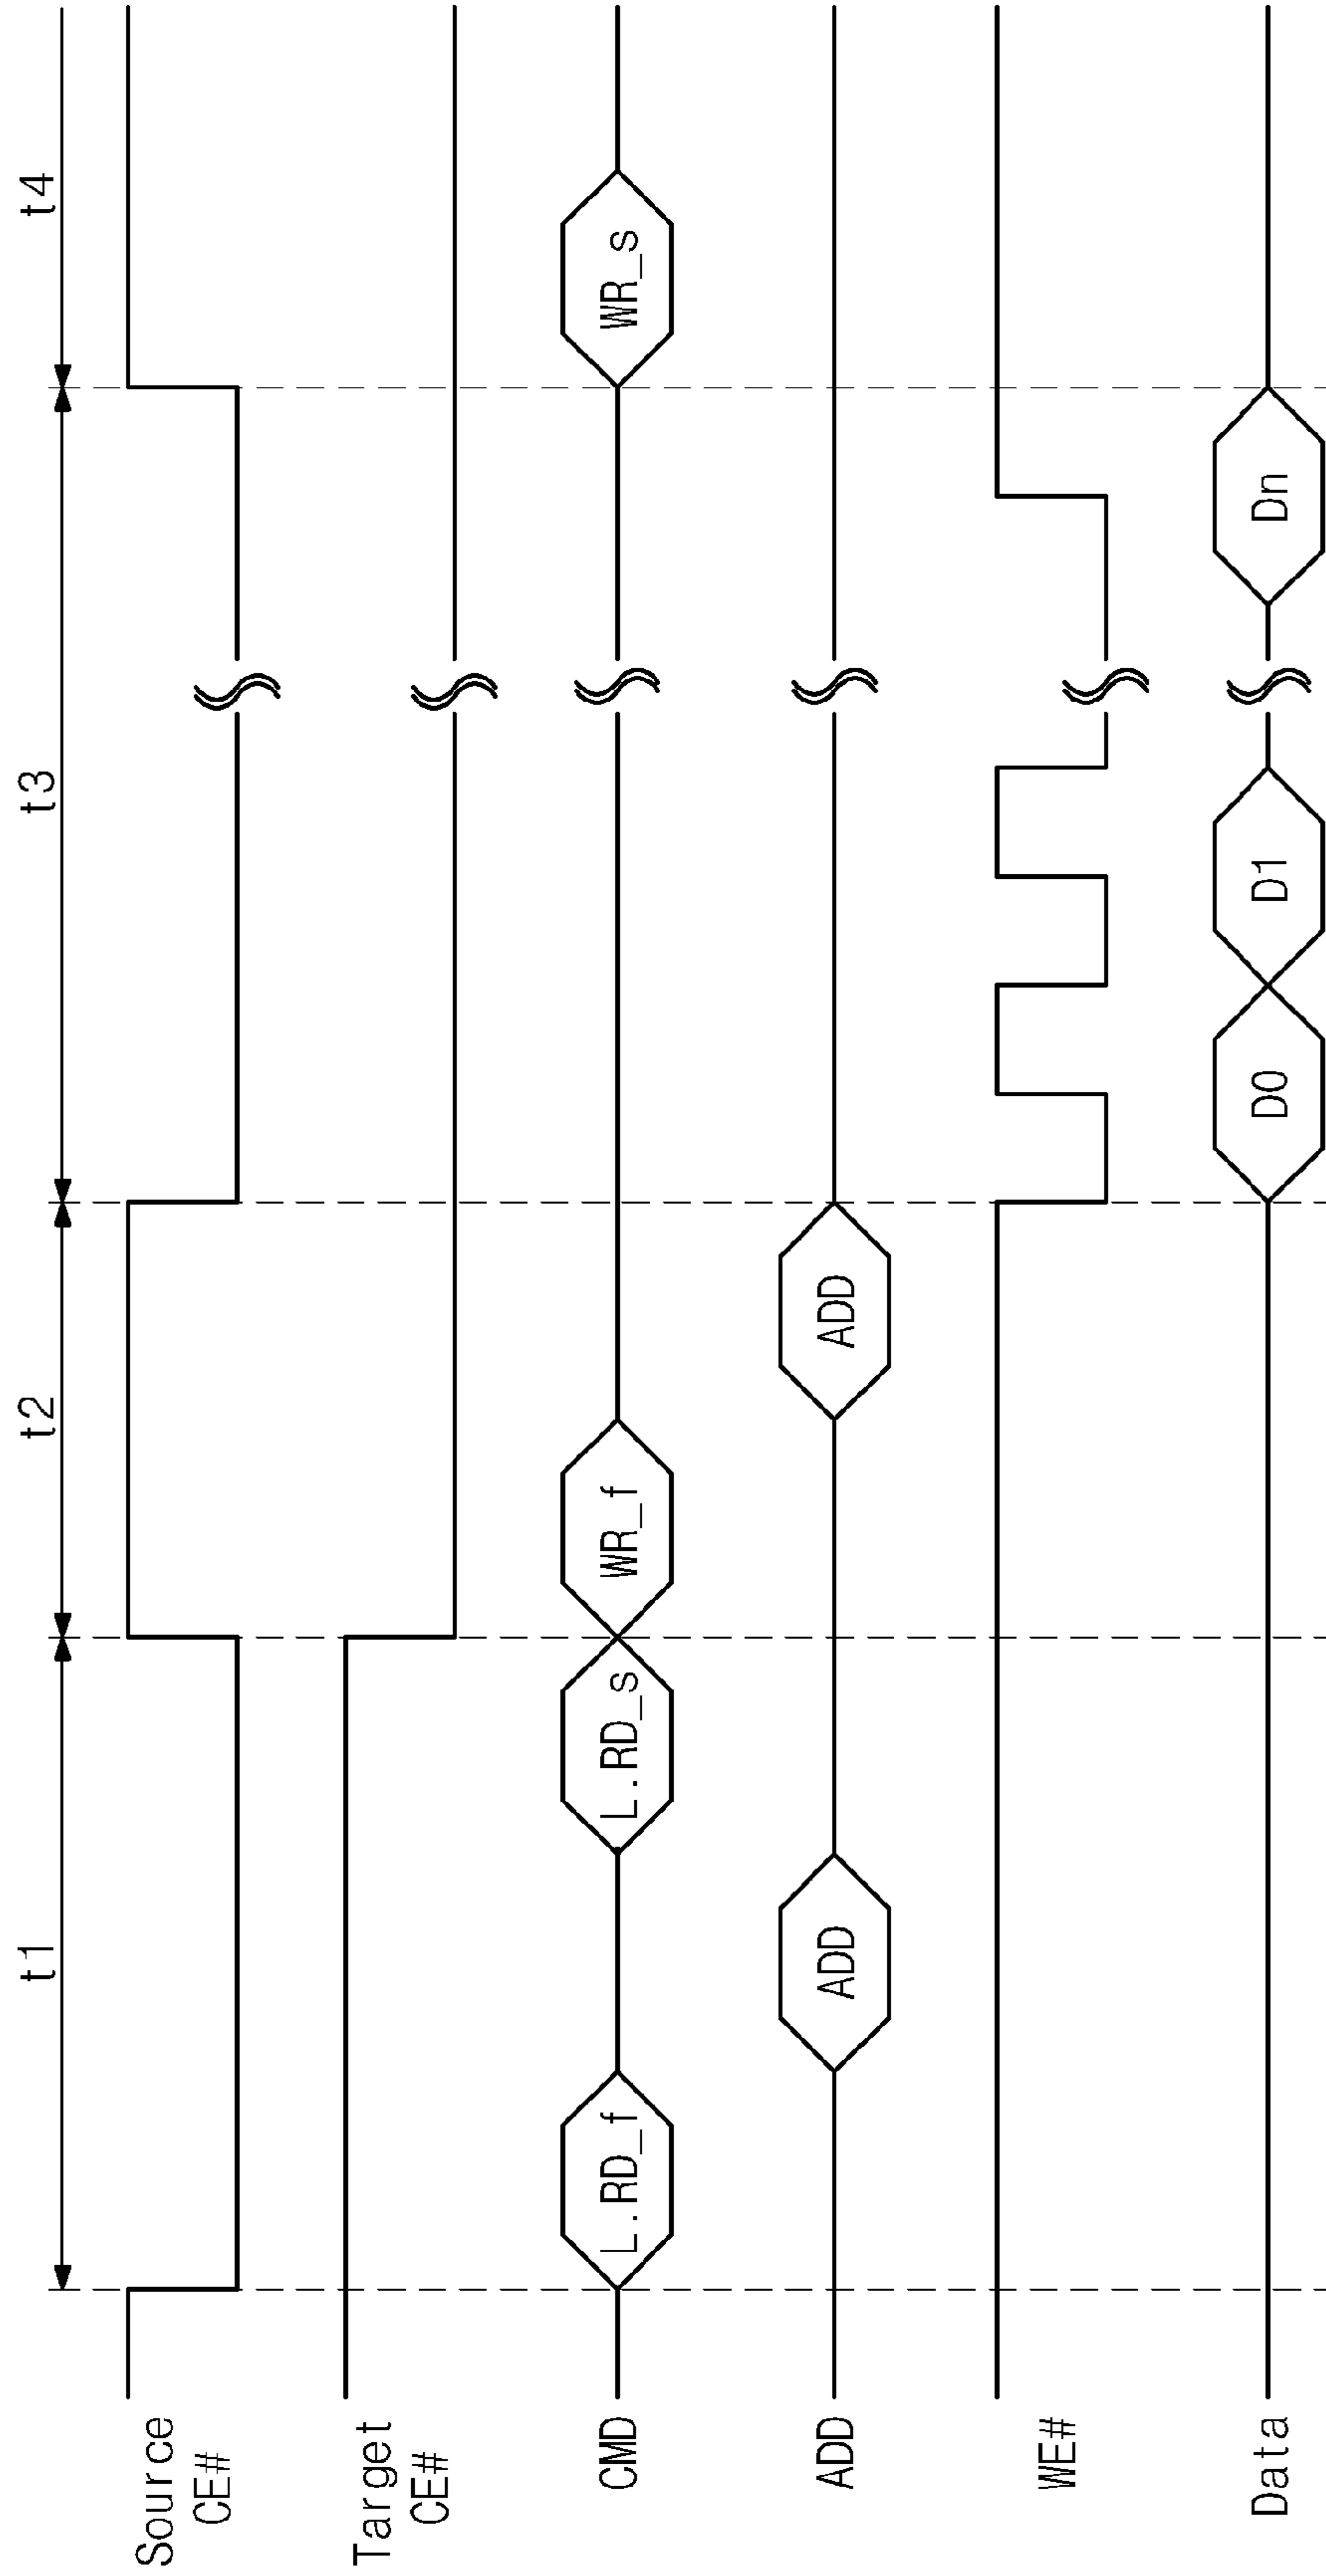 t1 t2 t3 t4
Source
CE#
Target
CE#
CMD L.RD_f L.RD_s WR_f WR_s
ADD ADD ADD
WE#
Data D0 D1 Dn